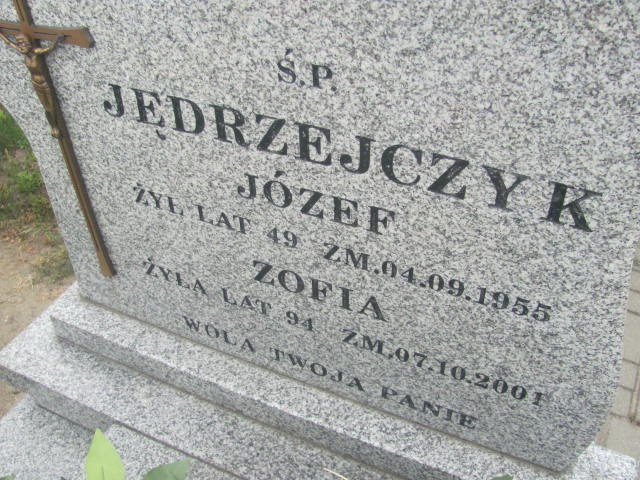 Ś.P.
JĘDRZEJCZYK
JÓZEF
ŻYŁ LAT 49 ZM.04.09.1955
ZOFIA
ŻYŁA LAT 94 ZM.07.10.2001
WOLA TWOJA PANIE